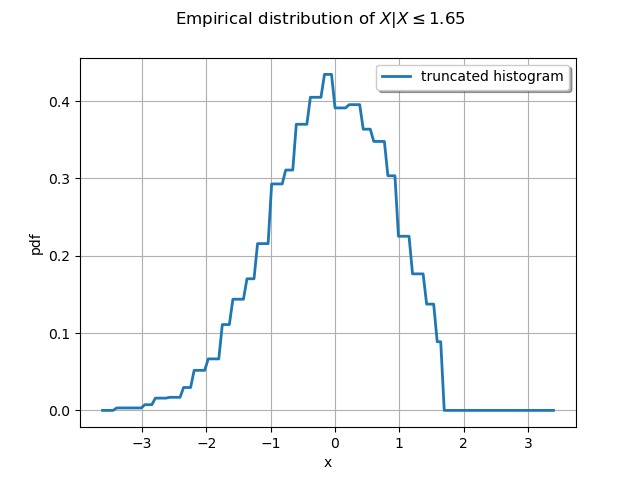 Empirical distribution of X|X ≤ 1.65
truncated histogram
pdf
0.4
0.3
0.2
0.1
0.0
−3 −2 −1 0 1 2 3
x